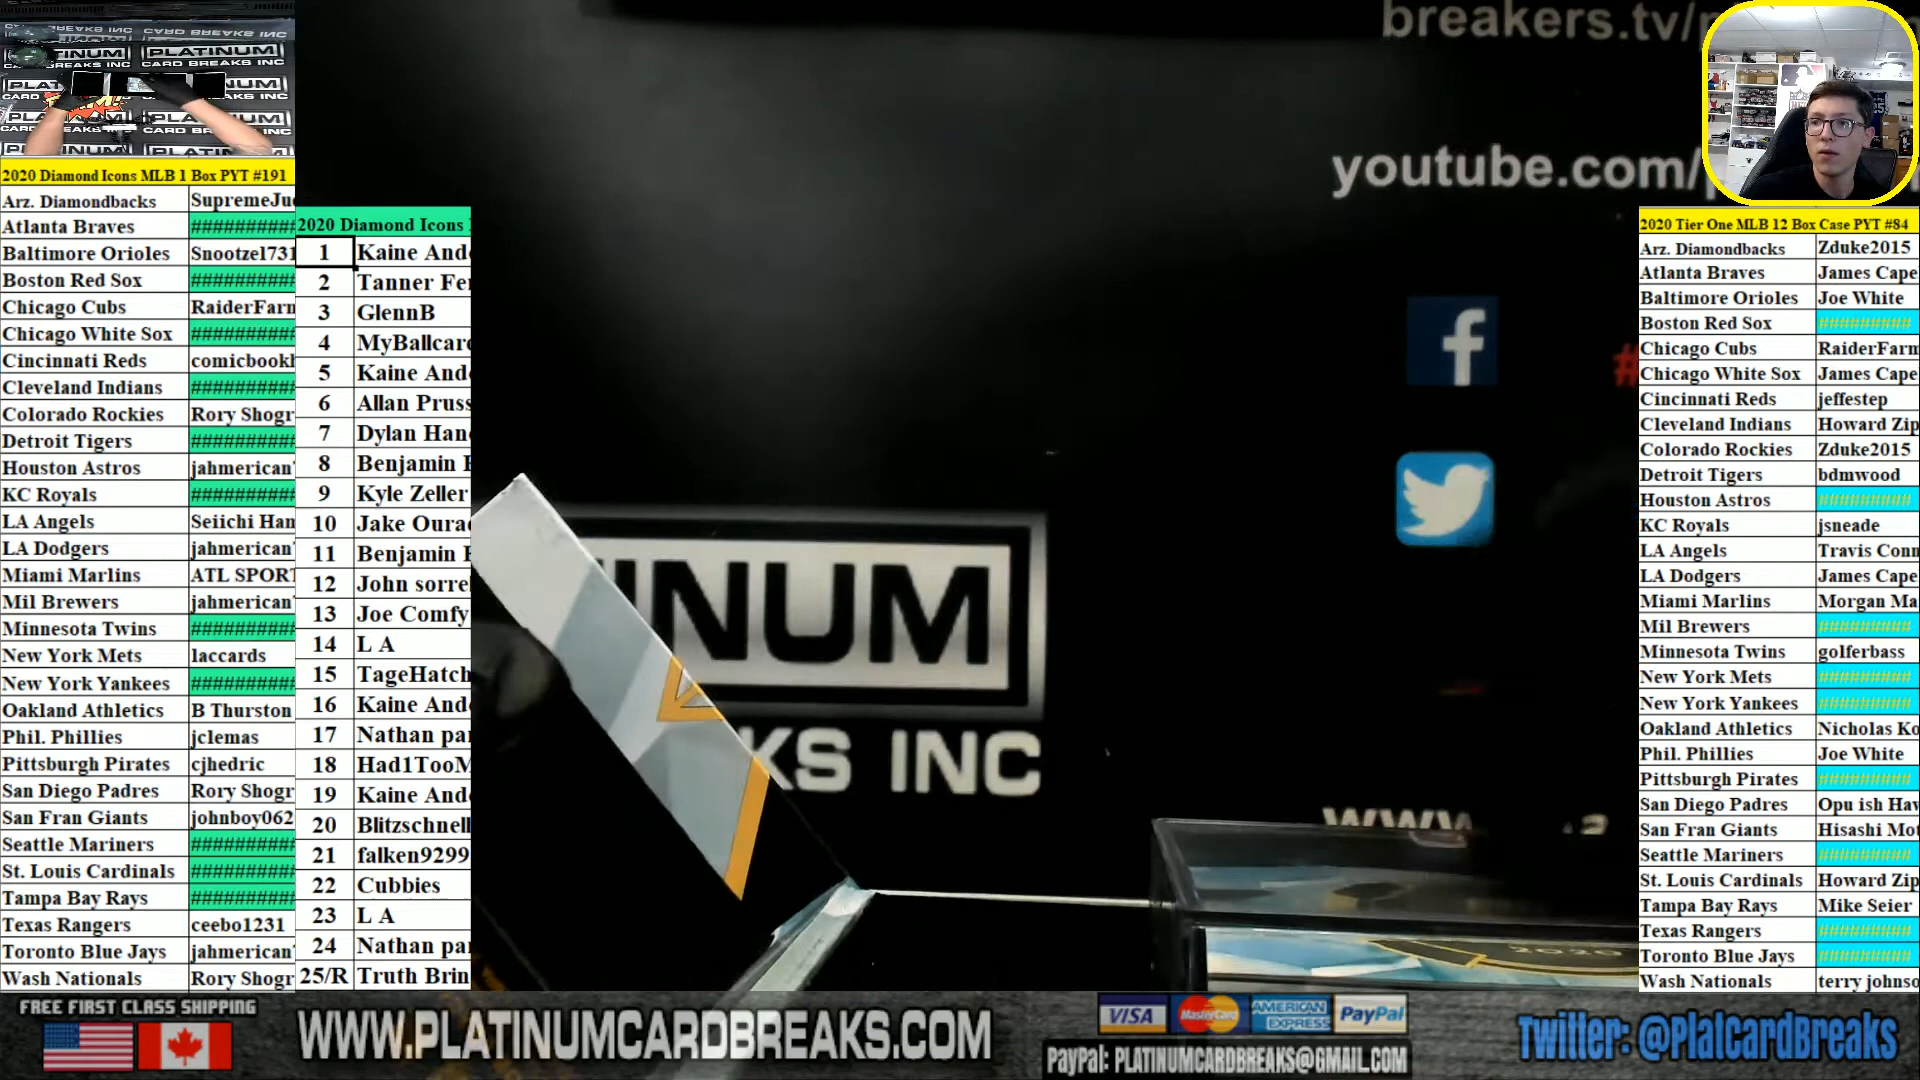 breakers.tv/
youtube.com/
INUM
KS INC
www
2020
PLATINUM
CARD BREAKS INC
2020 Diamond Icons MLB 1 Box PYT #191
Arz. Diamondbacks SupremeJu
Atlanta Braves ##########
Baltimore Orioles Snootzel731
Boston Red Sox ##########
Chicago Cubs RaiderFarm
Chicago White Sox ##########
Cincinnati Reds comicbook
Cleveland Indians ##########
Colorado Rockies Rory Shogr
Detroit Tigers ##########
Houston Astros jahmerican
KC Royals ##########
LA Angels Seiichi Han
LA Dodgers jahmerican
Miami Marlins ATL SPORT
Mil Brewers jahmerican
Minnesota Twins ##########
New York Mets laccards
New York Yankees ##########
Oakland Athletics B Thurston
Phil. Phillies jclemas
Pittsburgh Pirates cjhedric
San Diego Padres Rory Shogr
San Fran Giants johnboy062
Seattle Mariners ##########
St. Louis Cardinals ##########
Tampa Bay Rays ##########
Texas Rangers ceebo1231
Toronto Blue Jays jahmerican
Wash Nationals Rory Shogr
2020 Diamond Icons
1 Kaine And
2 Tanner Fe
3 GlennB
4 MyBallcar
5 Kaine And
6 Allan Prus
7 Dylan Han
8 Benjamin
9 Kyle Zeller
10 Jake Oura
11 Benjamin
12 John sorre
13 Joe Comfy
14 L A
15 TageHatch
16 Kaine And
17 Nathan pa
18 Had1TooM
19 Kaine And
20 Blitzschnell
21 falken9299
22 Cubbies
23 L A
24 Nathan pa
25/R Truth Brin
2020 Tier One MLB 12 Box Case PYT #84
Arz. Diamondbacks Zduke2015
Atlanta Braves James Cape
Baltimore Orioles Joe White
Boston Red Sox #########
Chicago Cubs RaiderFarm
Chicago White Sox James Cape
Cincinnati Reds jeffestep
Cleveland Indians Howard Zip
Colorado Rockies Zduke2015
Detroit Tigers bdmwood
Houston Astros #########
KC Royals jsneade
LA Angels Travis Conn
LA Dodgers James Cape
Miami Marlins Morgan Ma
Mil Brewers #########
Minnesota Twins golferbass
New York Mets #########
New York Yankees #########
Oakland Athletics Nicholas Ko
Phil. Phillies Joe White
Pittsburgh Pirates #########
San Diego Padres Opu ish Hav
San Fran Giants Hisashi Mot
Seattle Mariners #########
St. Louis Cardinals Howard Zip
Tampa Bay Rays Mike Seier
Texas Rangers #########
Toronto Blue Jays #########
Wash Nationals terry johnso
FREE FIRST CLASS SHIPPING
WWW.PLATINUMCARDBREAKS.COM
VISA MasterCard AMERICAN EXPRESS PayPal
PayPal: PLATINUMCARDBREAKS@GMAIL.COM
Twitter: @PlatCardBreaks